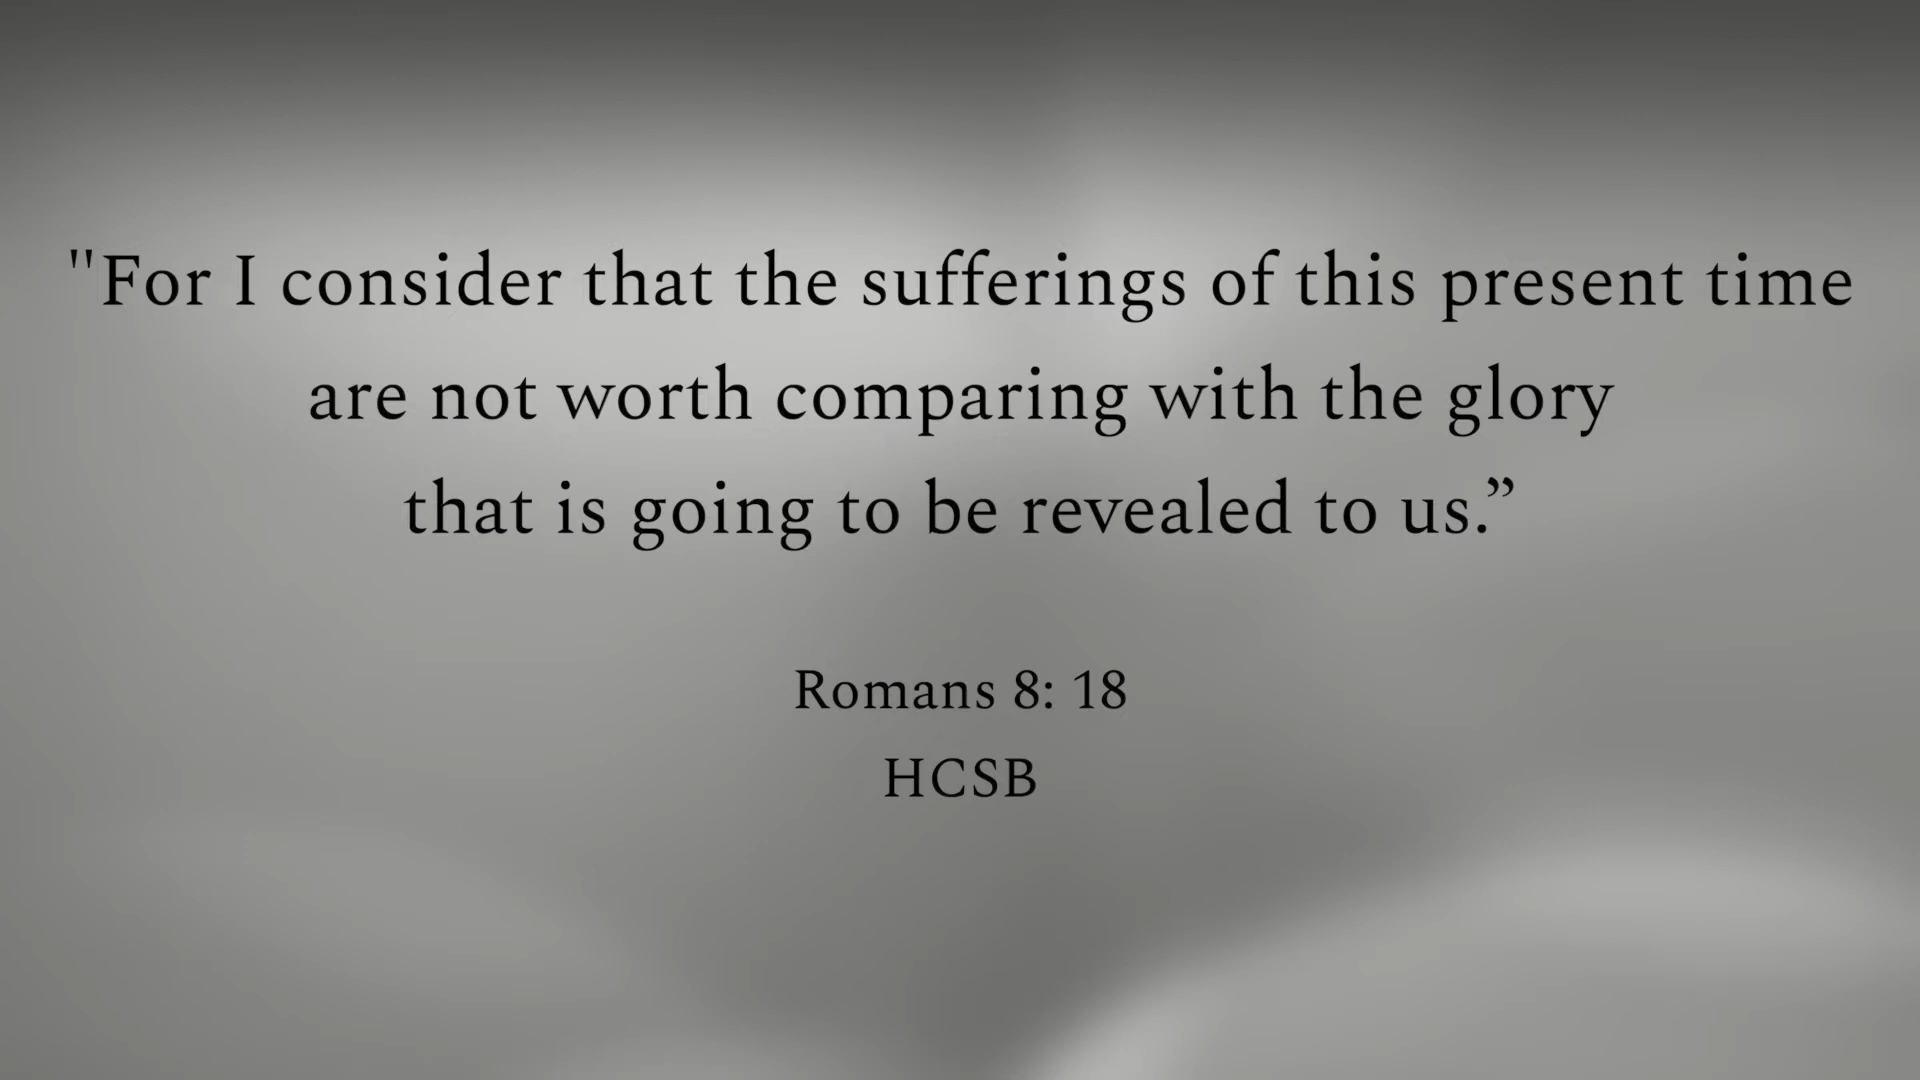 "For I consider that the sufferings of this present time
are not worth comparing with the glory
that is going to be revealed to us.”
Romans 8: 18
HCSB